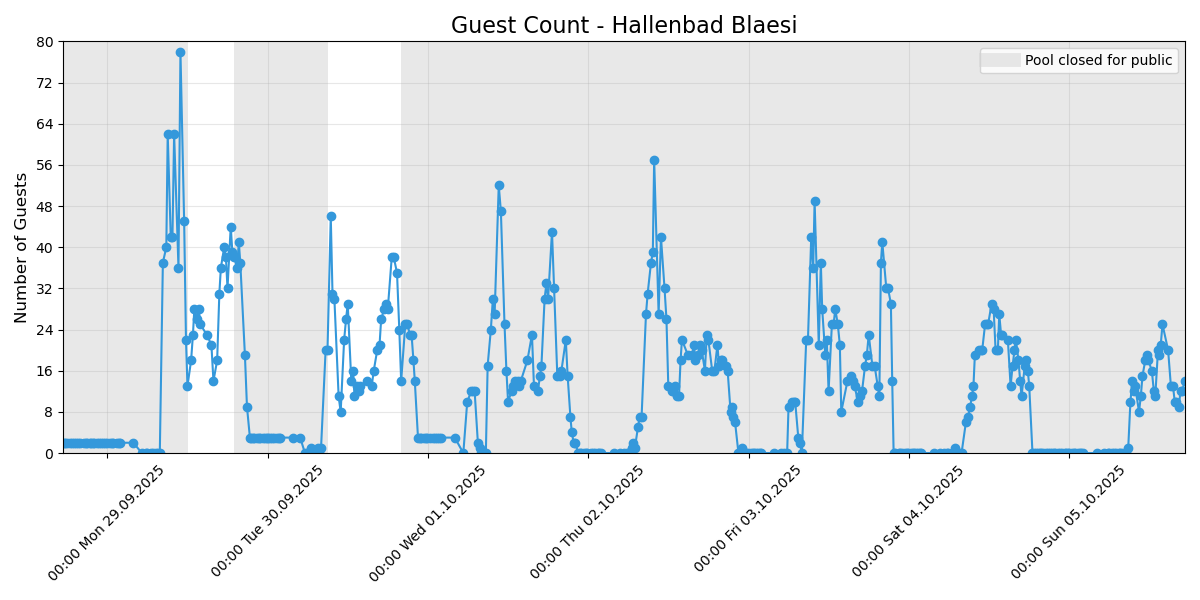 Guest Count - Hallenbad Blaesi
Pool closed for public
Number of Guests
80
72
64
56
48
40
32
24
16
8
0
00:00 Mon 29.09.2025
00:00 Tue 30.09.2025
00:00 Wed 01.10.2025
00:00 Thu 02.10.2025
00:00 Fri 03.10.2025
00:00 Sat 04.10.2025
00:00 Sun 05.10.2025